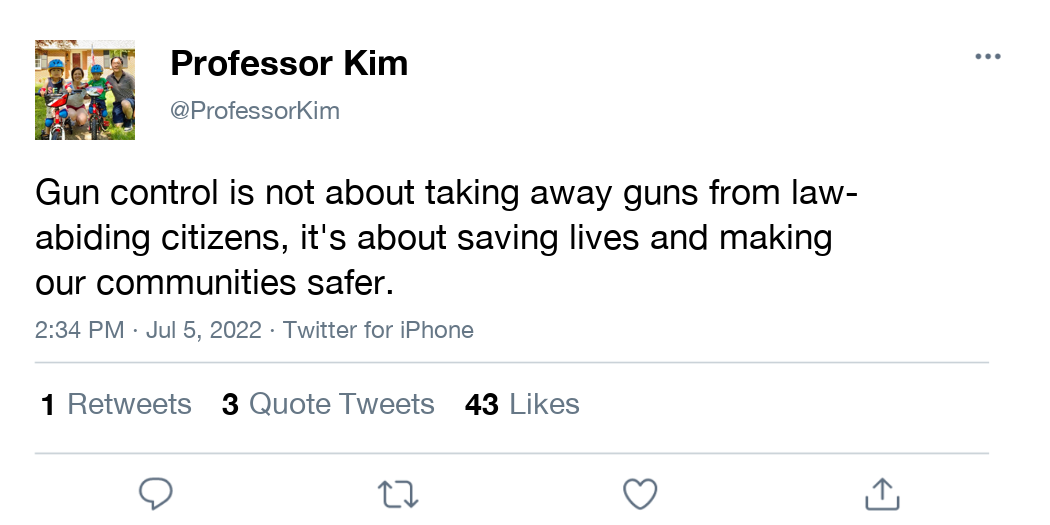 Professor Kim
@ProfessorKim
Gun control is not about taking away guns from law-
abiding citizens, it's about saving lives and making
our communities safer.
2:34 PM · Jul 5, 2022 · Twitter for iPhone
1 Retweets 3 Quote Tweets 43 Likes